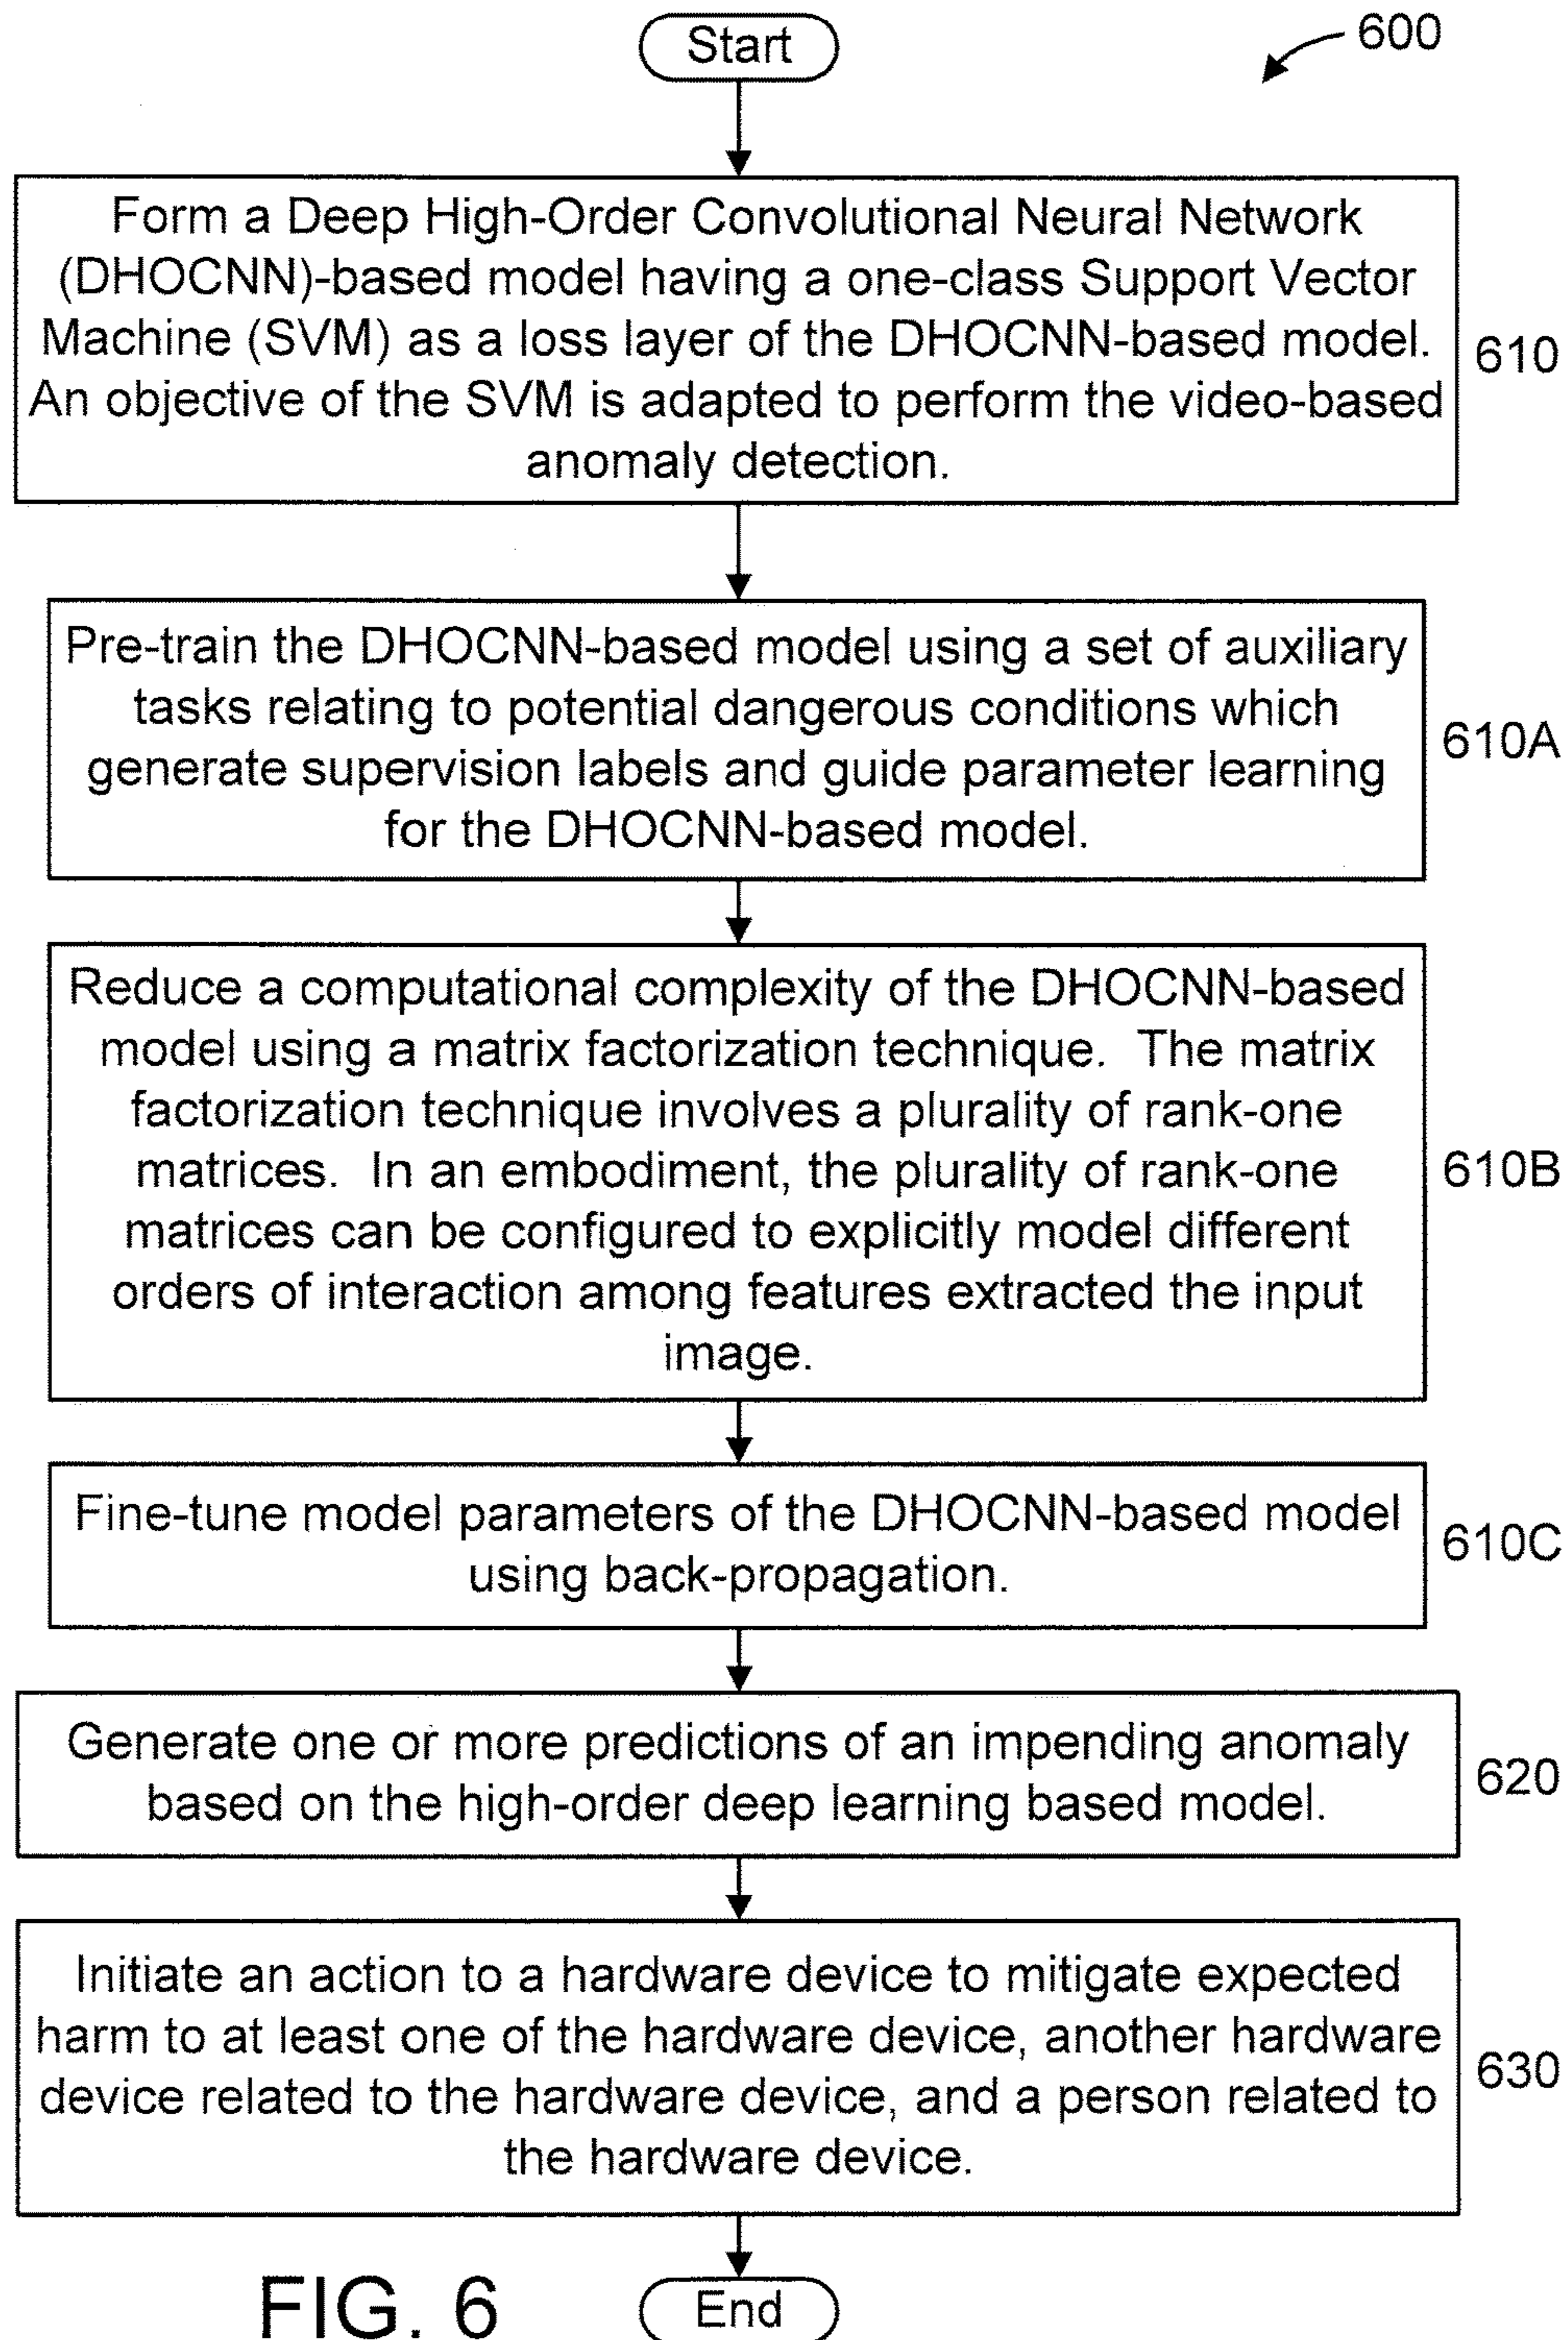 Start
600
Form a Deep High-Order Convolutional Neural Network
(DHOCNN)-based model having a one-class Support Vector
Machine (SVM) as a loss layer of the DHOCNN-based model.
An objective of the SVM is adapted to perform the video-based
anomaly detection.
610
Pre-train the DHOCNN-based model using a set of auxiliary
tasks relating to potential dangerous conditions which
generate supervision labels and guide parameter learning
for the DHOCNN-based model.
610A
Reduce a computational complexity of the DHOCNN-based
model using a matrix factorization technique. The matrix
factorization technique involves a plurality of rank-one
matrices. In an embodiment, the plurality of rank-one
matrices can be configured to explicitly model different
orders of interaction among features extracted the input
image.
610B
Fine-tune model parameters of the DHOCNN-based model
using back-propagation.
610C
Generate one or more predictions of an impending anomaly
based on the high-order deep learning based model.
620
Initiate an action to a hardware device to mitigate expected
harm to at least one of the hardware device, another hardware
device related to the hardware device, and a person related to
the hardware device.
630
FIG. 6
End